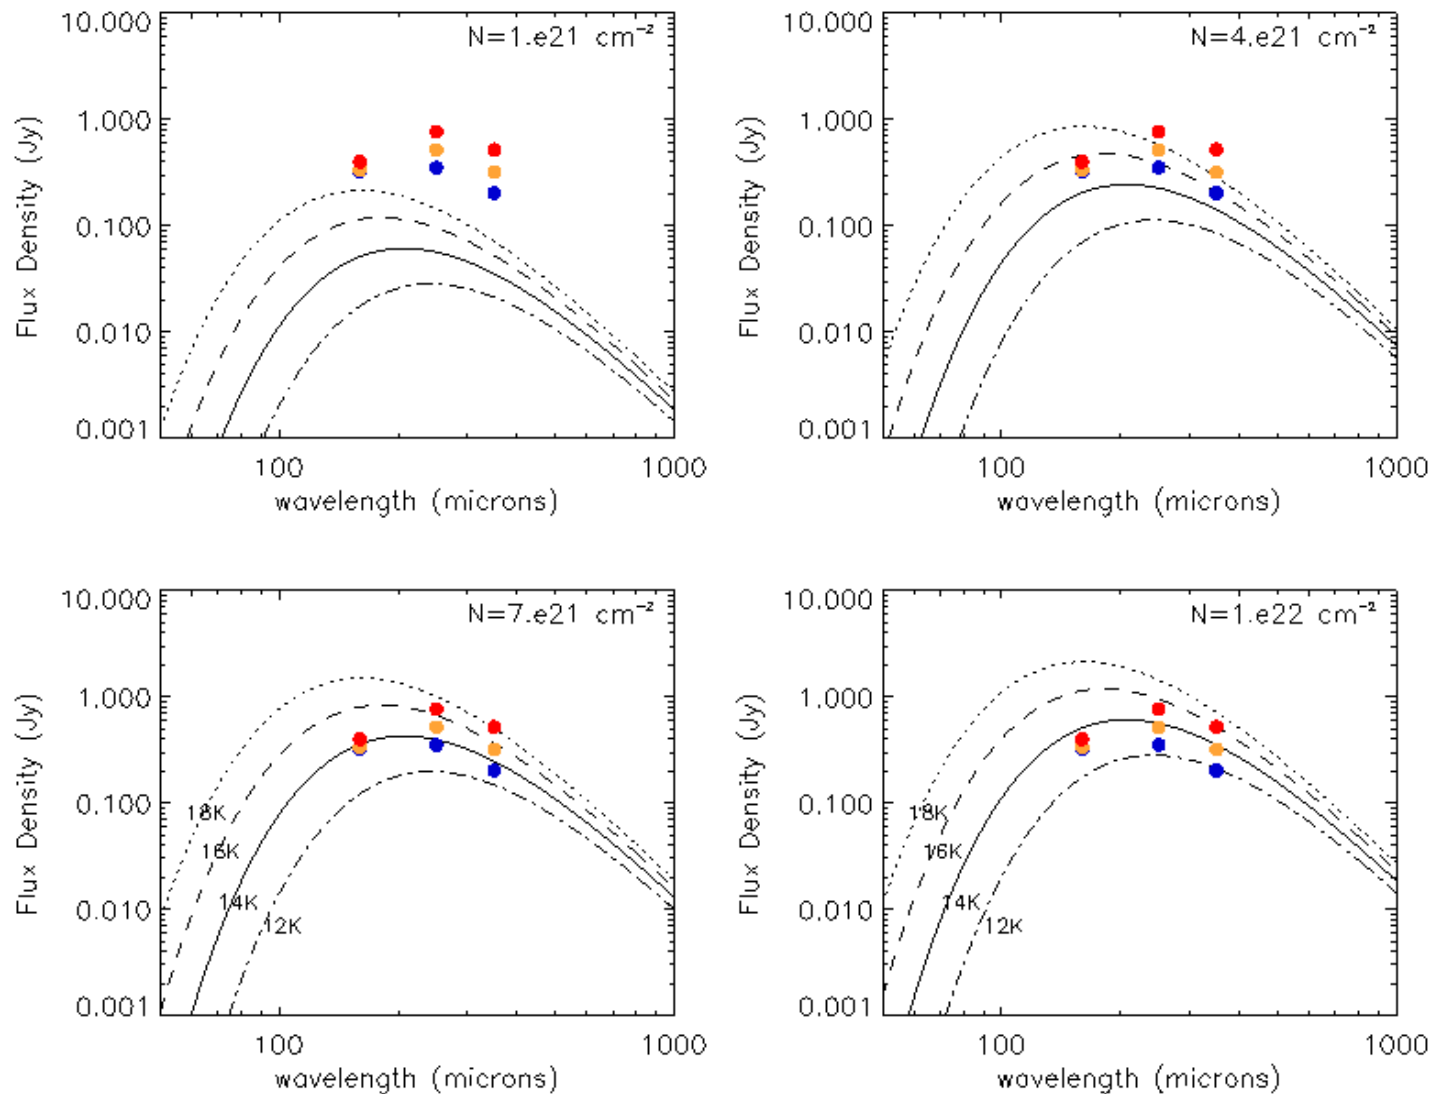 10.000
N=1.e21 cm⁻²
1.000
0.100
0.010
0.001
Flux Density (Jy)
100
1000
wavelength (microns)
10.000
N=4.e21 cm⁻²
1.000
0.100
0.010
0.001
Flux Density (Jy)
100
1000
wavelength (microns)
10.000
N=7.e21 cm⁻²
1.000
0.100
0.010
0.001
Flux Density (Jy)
18K
16K
14K
12K
100
1000
wavelength (microns)
10.000
N=1.e22 cm⁻²
1.000
0.100
0.010
0.001
Flux Density (Jy)
18K
16K
14K
12K
100
1000
wavelength (microns)